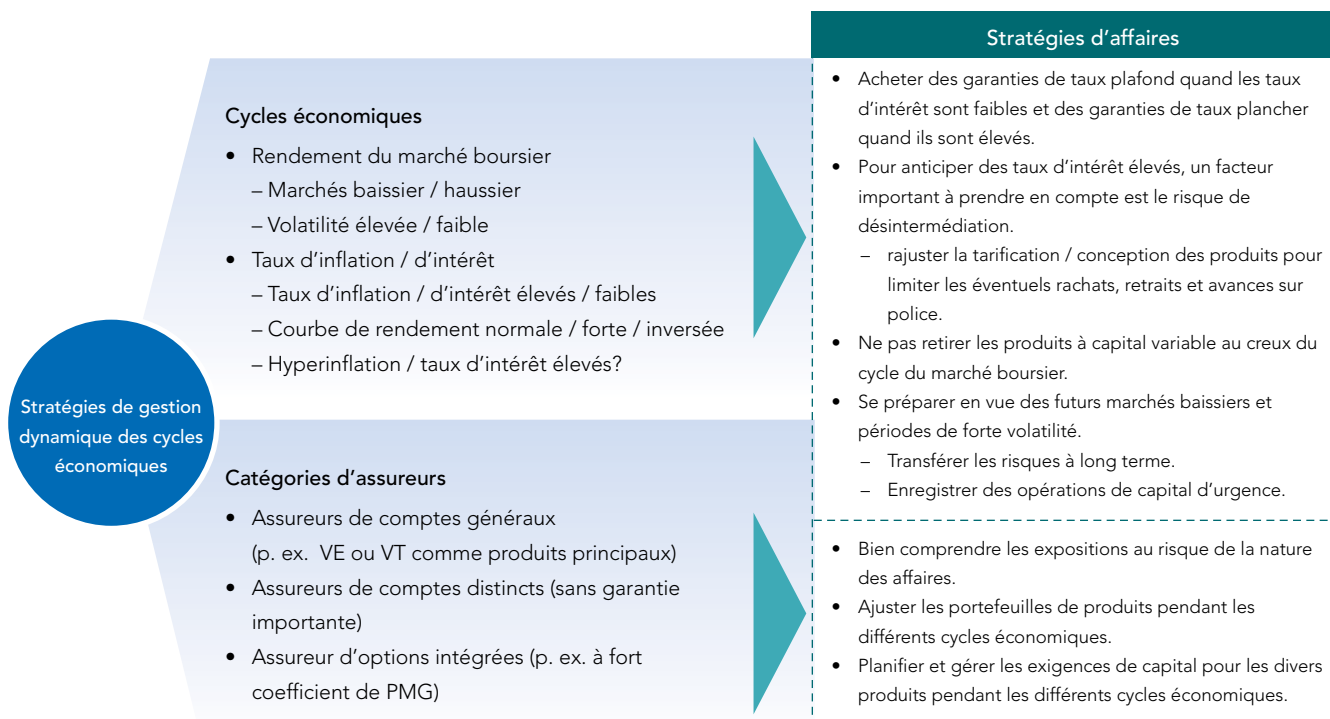 Stratégies de gestion
dynamique des cycles
économiques
Cycles économiques
• Rendement du marché boursier
– Marchés baissier / haussier
– Volatilité élevée / faible
• Taux d'inflation / d'intérêt
– Taux d'inflation / d'intérêt élevés / faibles
– Courbe de rendement normale / forte / inversée
– Hyperinflation / taux d'intérêt élevés?
Catégories d'assureurs
• Assureurs de comptes généraux
(p. ex. VE ou VT comme produits principaux)
• Assureurs de comptes distincts (sans garantie
importante)
• Assureur d'options intégrées (p. ex. à fort
coefficient de PMG)
Stratégies d'affaires
• Acheter des garanties de taux plafond quand les taux
d'intérêt sont faibles et des garanties de taux plancher
quand ils sont élevés.
• Pour anticiper des taux d'intérêt élevés, un facteur
important à prendre en compte est le risque de
désintermédiation.
– rajuster la tarification / conception des produits pour
limiter les éventuels rachats, retraits et avances sur
police.
• Ne pas retirer les produits à capital variable au creux du
cycle du marché boursier.
• Se préparer en vue des futurs marchés baissiers et
périodes de forte volatilité.
– Transférer les risques à long terme.
– Enregistrer des opérations de capital d'urgence.
• Bien comprendre les expositions au risque de la nature
des affaires.
• Ajuster les portefeuilles de produits pendant les
différents cycles économiques.
• Planifier et gérer les exigences de capital pour les divers
produits pendant les différents cycles économiques.